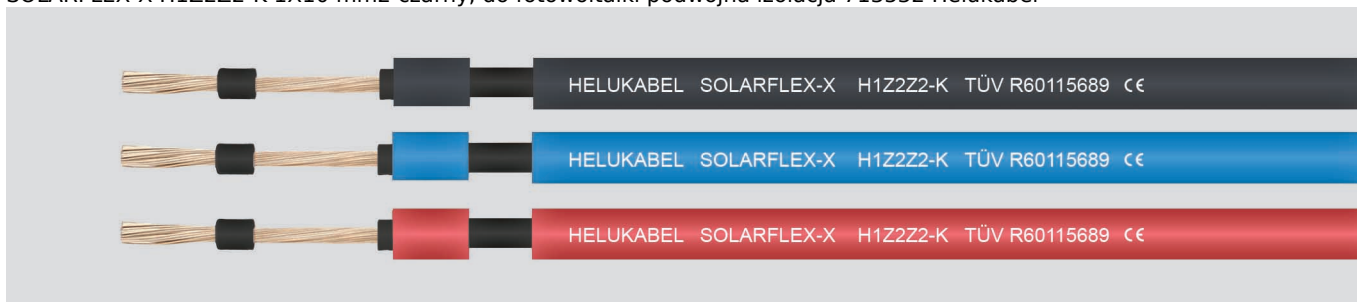 SOLARFLEX-X H1Z2Z2-K 1X16 mm2 czarny, do fotowoltaiki podwójna izolacja 713532 Helukabel
HELUKABEL SOLARFLEX-X H1Z2Z2-K TÜV R60115689 CE
HELUKABEL SOLARFLEX-X H1Z2Z2-K TÜV R60115689 CE
HELUKABEL SOLARFLEX-X H1Z2Z2-K TÜV R60115689 CE